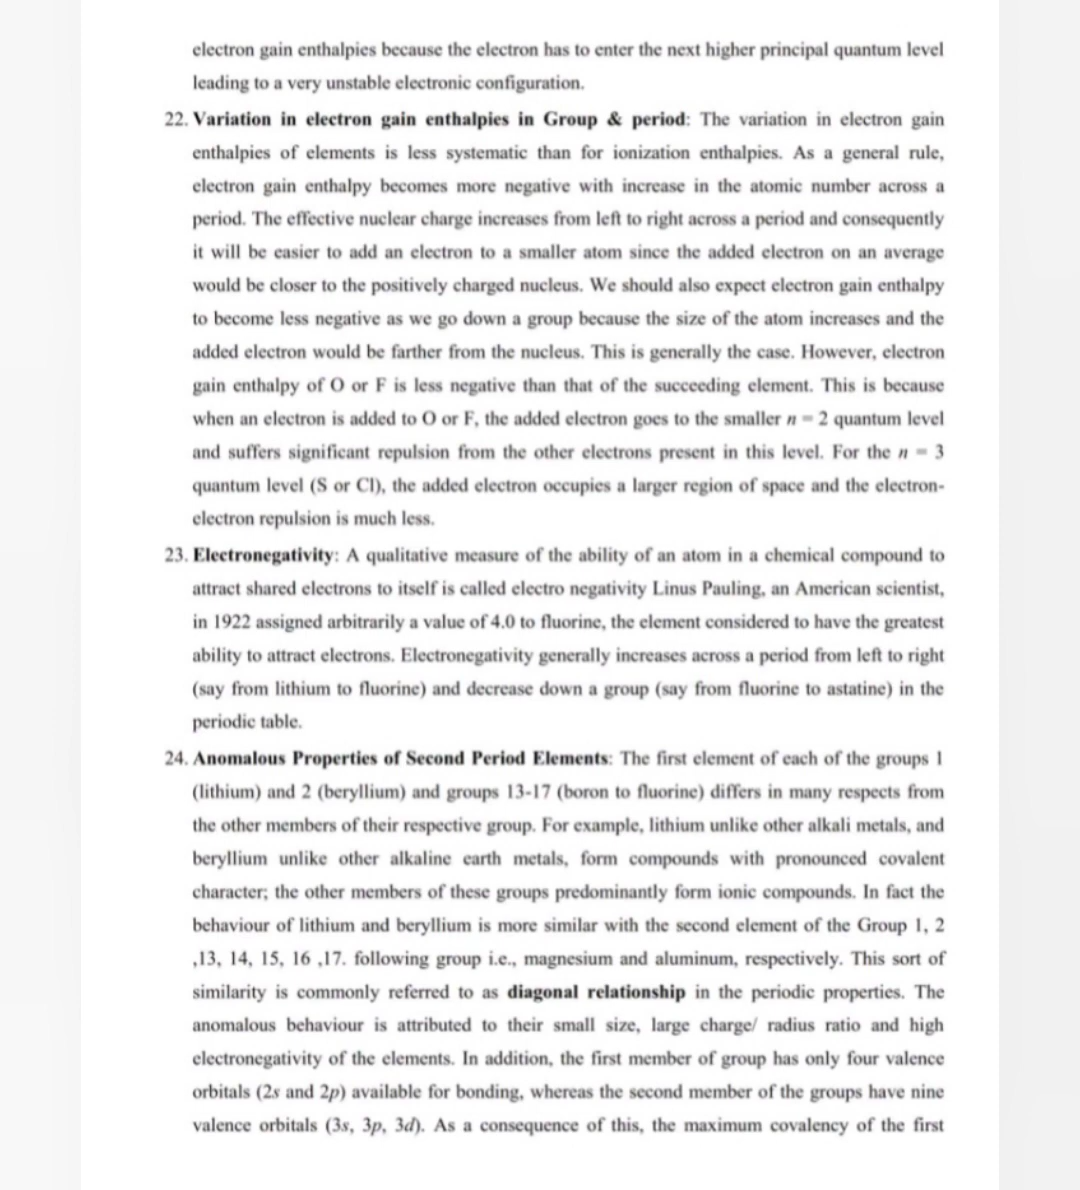 electron gain enthalpies because the electron has to enter the next higher principal quantum level
leading to a very unstable electronic configuration.
22. Variation in electron gain enthalpies in Group & period: The variation in electron gain
enthalpies of elements is less systematic than for ionization enthalpies. As a general rule,
electron gain enthalpy becomes more negative with increase in the atomic number across a
period. The effective nuclear charge increases from left to right across a period and consequently
it will be easier to add an electron to a smaller atom since the added electron on an average
would be closer to the positively charged nucleus. We should also expect electron gain enthalpy
to become less negative as we go down a group because the size of the atom increases and the
added electron would be farther from the nucleus. This is generally the case. However, electron
gain enthalpy of O or F is less negative than that of the succeeding element. This is because
when an electron is added to O or F, the added electron goes to the smaller n = 2 quantum level
and suffers significant repulsion from the other electrons present in this level. For the n = 3
quantum level (S or Cl), the added electron occupies a larger region of space and the electron-
electron repulsion is much less.
23. Electronegativity: A qualitative measure of the ability of an atom in a chemical compound to
attract shared electrons to itself is called electro negativity Linus Pauling, an American scientist,
in 1922 assigned arbitrarily a value of 4.0 to fluorine, the element considered to have the greatest
ability to attract electrons. Electronegativity generally increases across a period from left to right
(say from lithium to fluorine) and decrease down a group (say from fluorine to astatine) in the
periodic table.
24. Anomalous Properties of Second Period Elements: The first element of each of the groups 1
(lithium) and 2 (beryllium) and groups 13-17 (boron to fluorine) differs in many respects from
the other members of their respective group. For example, lithium unlike other alkali metals, and
beryllium unlike other alkaline earth metals, form compounds with pronounced covalent
character; the other members of these groups predominantly form ionic compounds. In fact the
behaviour of lithium and beryllium is more similar with the second element of the Group 1, 2
,13, 14, 15, 16 ,17. following group i.e., magnesium and aluminum, respectively. This sort of
similarity is commonly referred to as diagonal relationship in the periodic properties. The
anomalous behaviour is attributed to their small size, large charge/ radius ratio and high
electronegativity of the elements. In addition, the first member of group has only four valence
orbitals (2s and 2p) available for bonding, whereas the second member of the groups have nine
valence orbitals (3s, 3p, 3d). As a consequence of this, the maximum covalency of the first